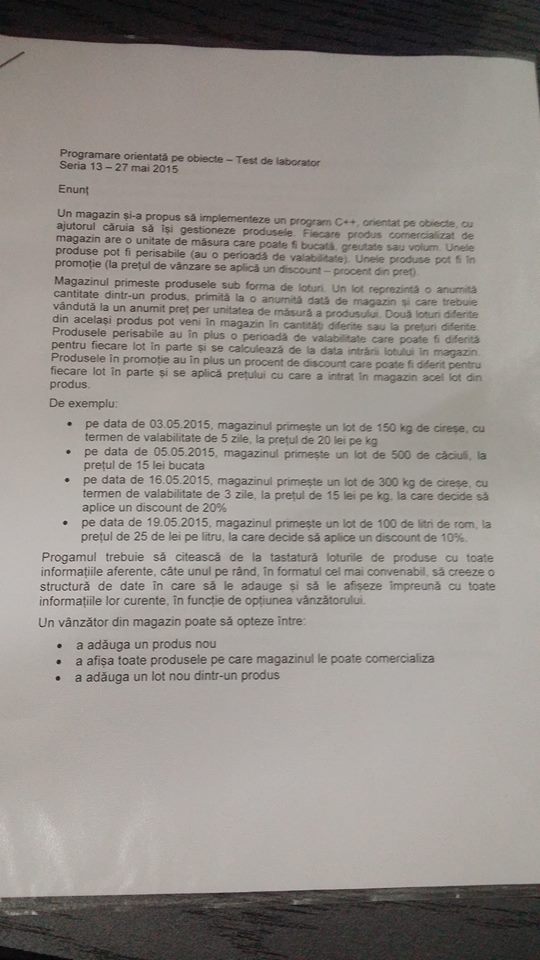 Programare orientată pe obiecte – Test de laborator
Seria 13 – 27 mai 2015
Enunț
Un magazin și-a propus să implementeze un program C++, orientat pe obiecte, cu
ajutorul căruia să își gestioneze produsele. Fiecare produs comercializat de
magazin are o unitate de măsura care poate fi bucată, greutate sau volum. Unele
produse pot fi perisabile (au o perioadă de valabilitate). Unele produse pot fi în
promoție (la prețul de vânzare se aplică un discount – procent din preț).
Magazinul primeste produsele sub forma de loturi. Un lot reprezintă o anumită
cantitate dintr-un produs, primită la o anumită dată de magazin și care trebuie
vândută la un anumit preț per unitatea de măsură a produsului. Două loturi diferite
din același produs pot veni în magazin în cantități diferite sau la prețuri diferite.
Produsele perisabile au în plus o perioadă de valabilitate care poate fi diferită
pentru fiecare lot în parte și se calculează de la data intrării lotului în magazin.
Produsele în promoție au în plus un procent de discount care poate fi diferit pentru
fiecare lot în parte și se aplică prețului cu care a intrat în magazin acel lot din
produs.
De exemplu:
• pe data de 03.05.2015, magazinul primește un lot de 150 kg de cireșe, cu
termen de valabilitate de 5 zile, la prețul de 20 lei pe kg
• pe data de 05.05.2015, magazinul primește un lot de 500 de căciuli, la
prețul de 15 lei bucata
• pe data de 16.05.2015, magazinul primește un lot de 300 kg de cireșe, cu
termen de valabilitate de 3 zile, la prețul de 15 lei pe kg, la care decide să
aplice un discount de 20%
• pe data de 19.05.2015, magazinul primește un lot de 100 de litri de rom, la
prețul de 25 de lei pe litru, la care decide să aplice un discount de 10%.
Progamul trebuie să citească de la tastatură loturile de produse cu toate
informațiile aferente, câte unul pe rând, în formatul cel mai convenabil, să creeze o
structură de date în care să le adauge și să le afișeze împreună cu toate
informațiile lor curente, în funcție de opțiunea vânzătorului.
Un vânzător din magazin poate să opteze între:
• a adăuga un produs nou
• a afișa toate produsele pe care magazinul le poate comercializa
• a adăuga un lot nou dintr-un produs